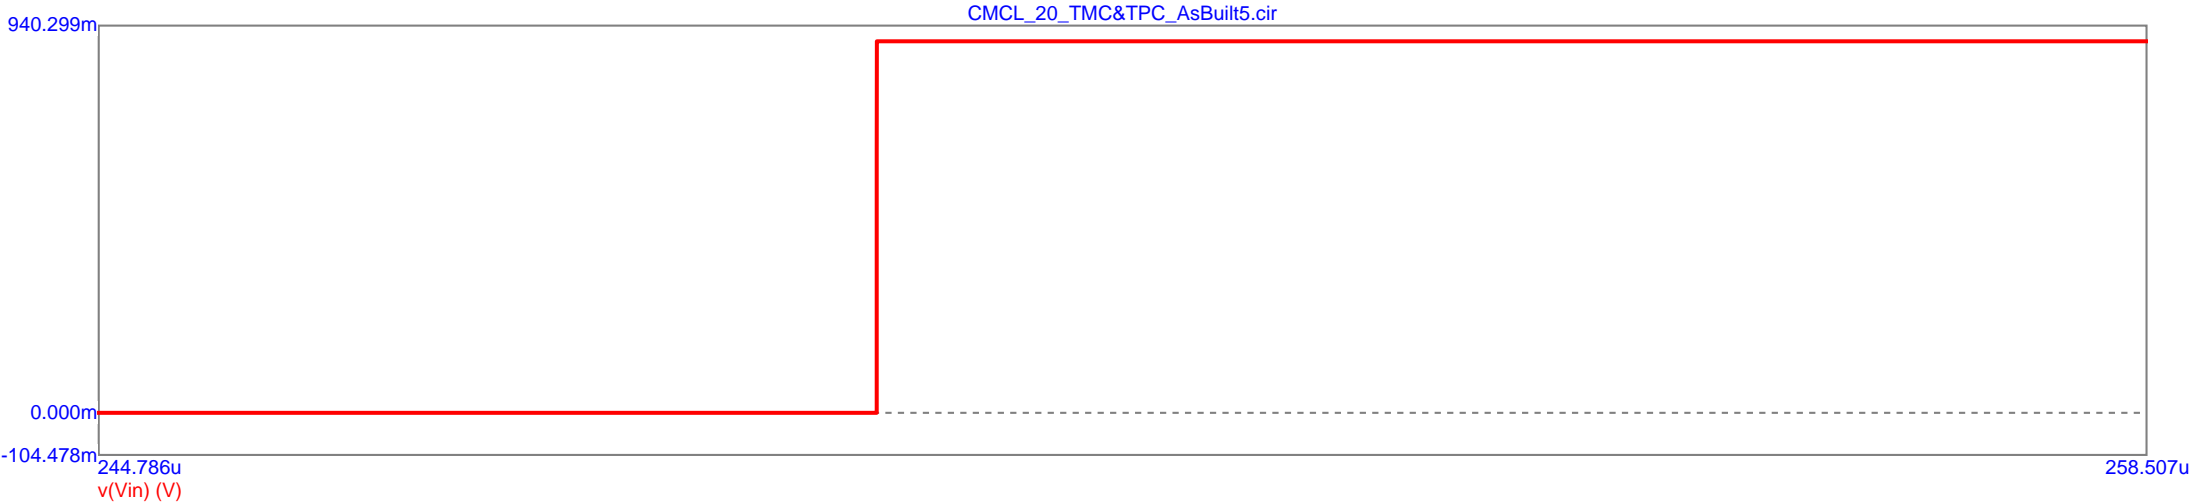 CMCL_20_TMC&TPC_AsBuilt5.cir
940.299m
0.000m
-104.478m
244.786u 258.507u
v(Vin) (V)